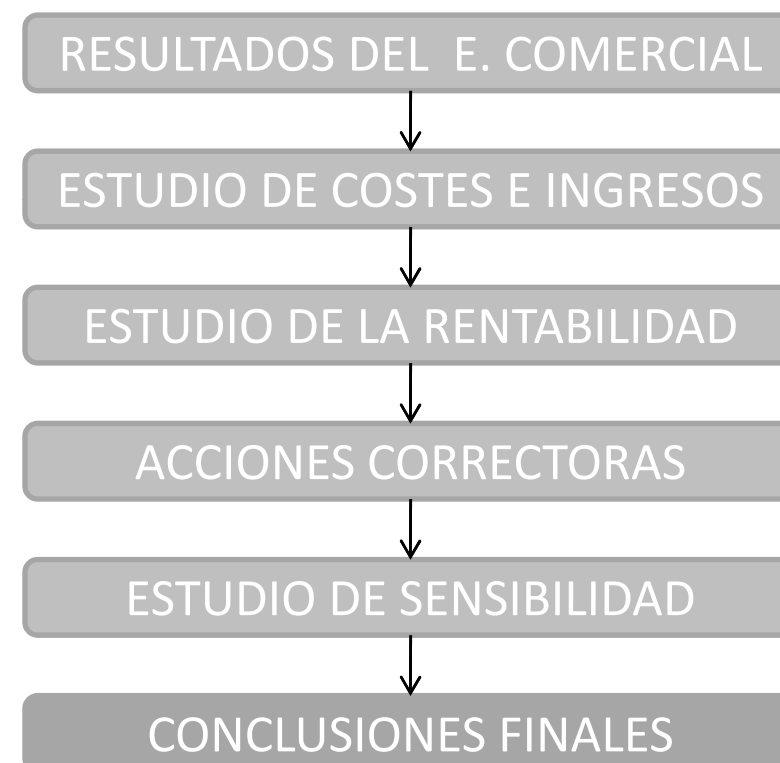 RESULTADOS DEL E. COMERCIAL
ESTUDIO DE COSTES E INGRESOS
ESTUDIO DE LA RENTABILIDAD
ACCIONES CORRECTORAS
ESTUDIO DE SENSIBILIDAD
CONCLUSIONES FINALES